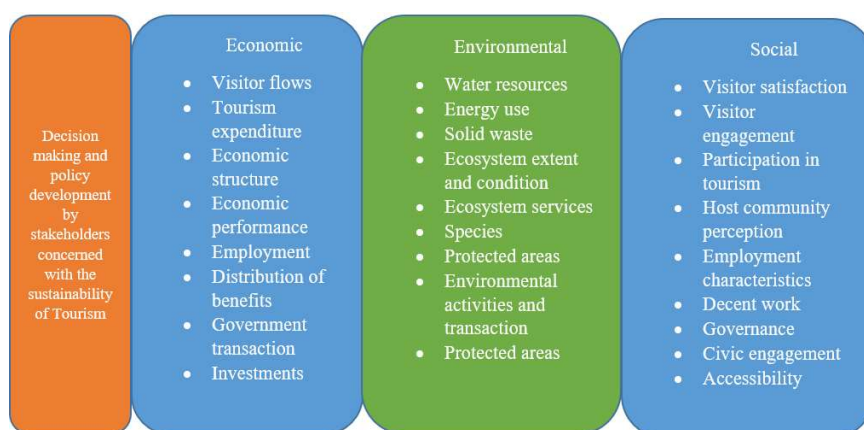 Decision
making and
policy
development
by
stakeholders
concerned with the
sustainability
of Tourism
Economic
• Visitor flows
• Tourism
expenditure
• Economic
structure
• Economic
performance
• Employment
• Distribution of
benefits
• Government
transaction
• Investments
Environmental
• Water resources
• Energy use
• Solid waste
• Ecosystem extent
and condition
• Ecosystem services
• Species
• Protected areas
• Environmental
activities and
transaction
• Protected areas
Social
• Visitor satisfaction
• Visitor
engagement
• Participation in
tourism
• Host community
perception
• Employment
characteristics
• Decent work
• Governance
• Civic engagement
• Accessibility